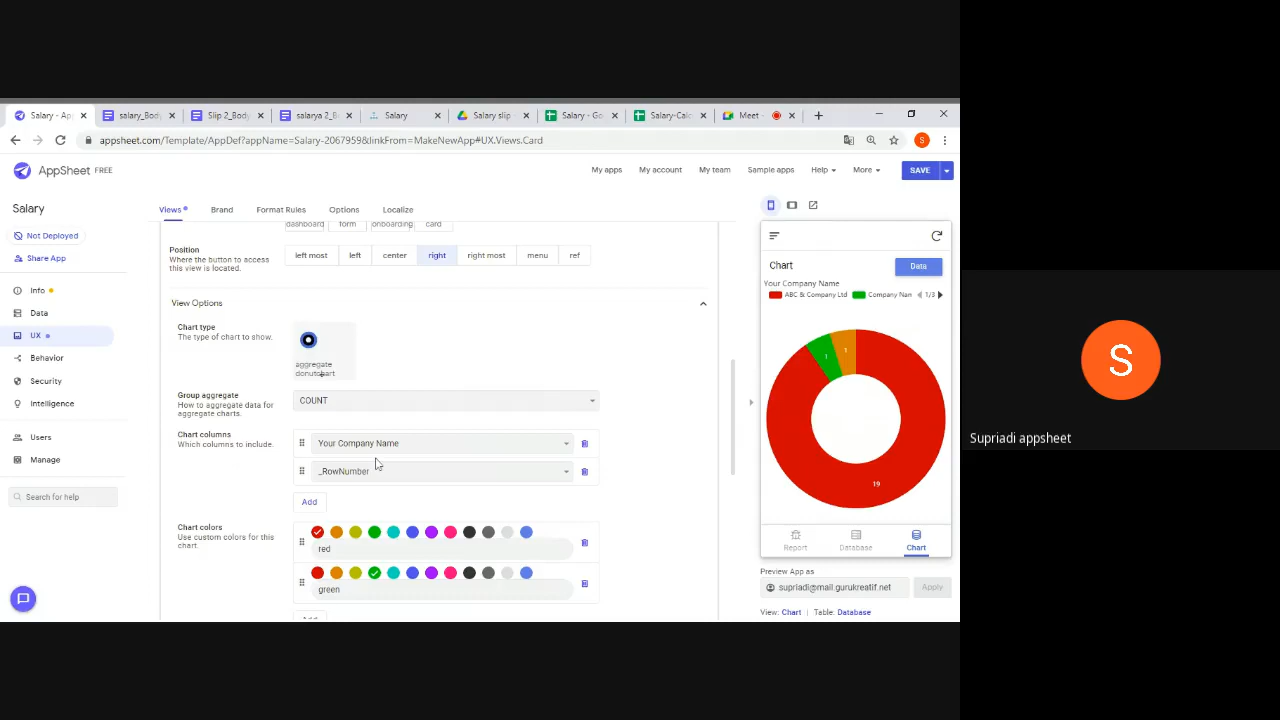 Salary - Ap
salary_Bod
Slip 2_Body
salarya 2_B
Salary
Salary slip -
Salary - Go
Salary-Calc
Meet -
appsheet.com/Template/AppDef?appName=Salary-2067959&linkFrom=MakeNewApp#UX.Views.Card
S
AppSheet FREE
My apps
My account
My team
Sample apps
Help
More
SAVE
Salary
Not Deployed
Share App
Info
Data
UX
Behavior
Security
Intelligence
Users
Manage
Search for help
Views
Brand
Format Rules
Options
Localize
dashboard
form
onboarding
card
Position
Where the button to access
this view is located.
left most
left
center
right
right most
menu
ref
View Options
Chart type
The type of chart to show.
aggregate
donutchart
Group aggregate
How to aggregate data for
aggregate charts.
COUNT
Chart columns
Which columns to include.
Your Company Name
_RowNumber
Add
Chart colors
Use custom colors for this
chart.
red
green
Chart
Data
Your Company Name
ABC & Company Ltd
Company Nan
1/3
1
1
19
Report
Database
Chart
Preview App as
supriadi@mail.gurukreatif.net
Apply
View: Chart | Table: Database
S
Supriadi appsheet